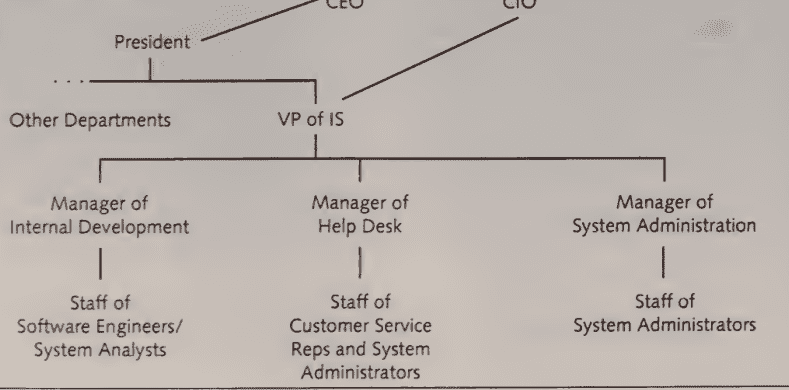 CEO
CIO
President
...
Other Departments
VP of IS
Manager of
Internal Development
Manager of
Help Desk
Manager of
System Administration
Staff of
Software Engineers/
System Analysts
Staff of
Customer Service
Reps and System
Administrators
Staff of
System Administrators